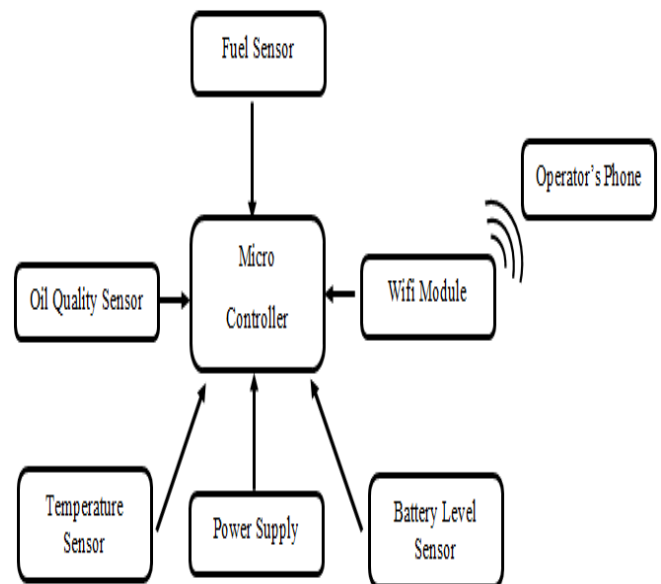 Fuel Sensor
Operator’s Phone
Micro
Controller
Oil Quality Sensor
Wifi Module
Temperature
Sensor
Power Supply
Battery Level
Sensor